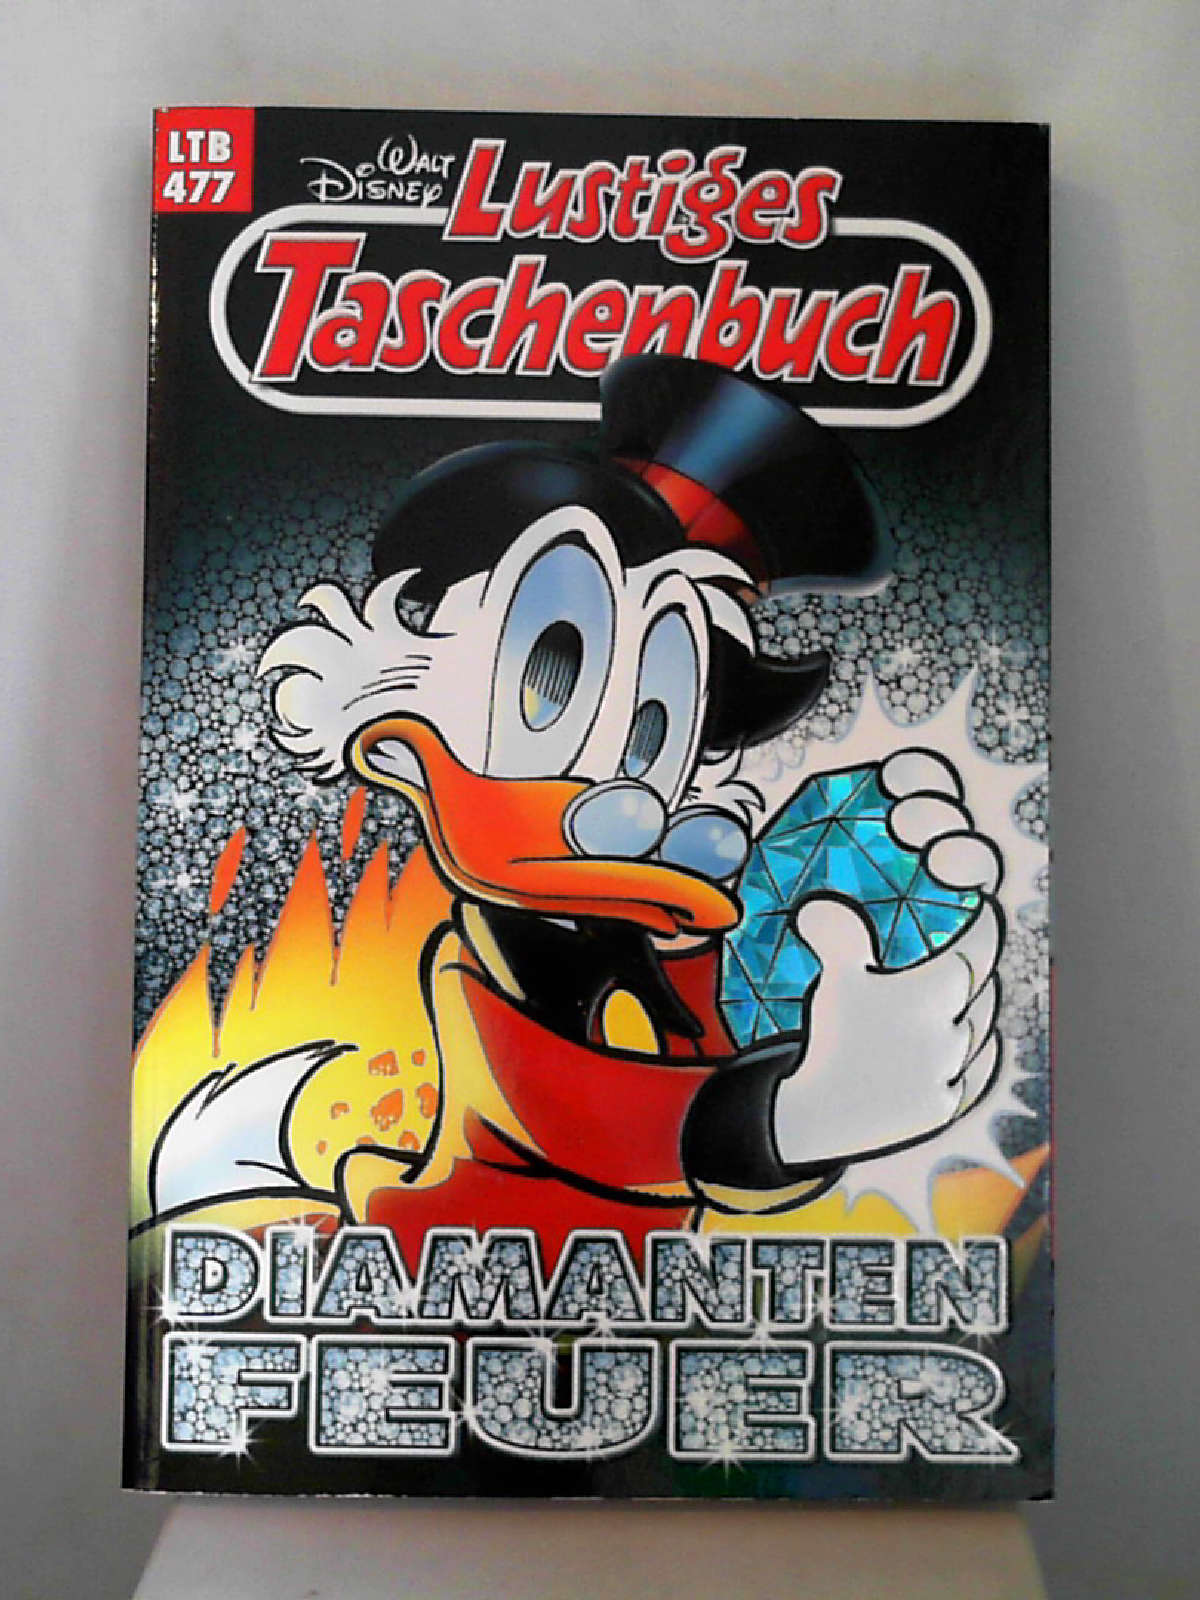 LTB
477
WALT
DISNEY
Lustiges
Taschenbuch
DIAMANTEN
FEUER